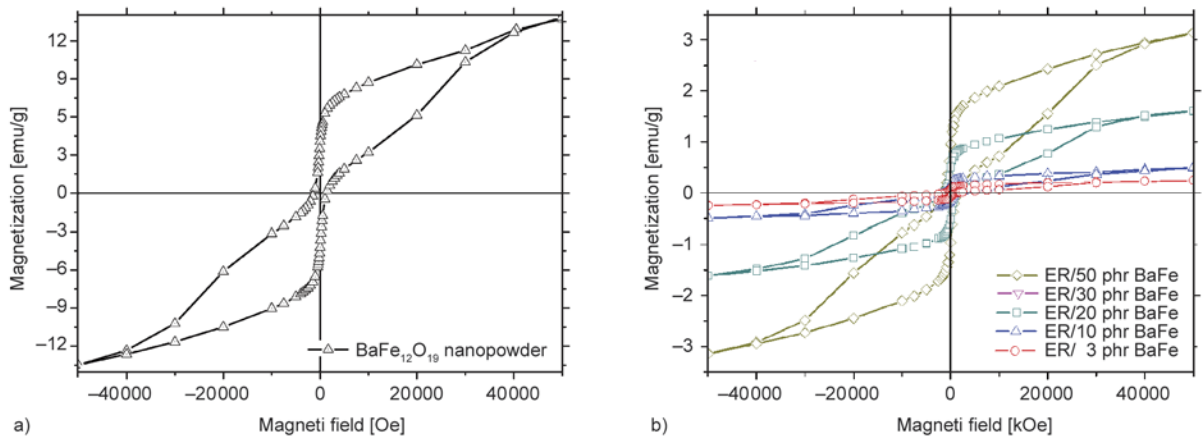 12
9
6
3
0
−3
−6
−9
−12
Magnetization [emu/g]
BaFe12O19 nanopowder
−40000 −20000 0 20000 40000
a) Magneti field [Oe]
3
2
1
0
−1
−2
−3
Magnetization [emu/g]
ER/50 phr BaFe
ER/30 phr BaFe
ER/20 phr BaFe
ER/10 phr BaFe
ER/ 3 phr BaFe
−40000 −20000 0 20000 40000
b) Magneti field [kOe]